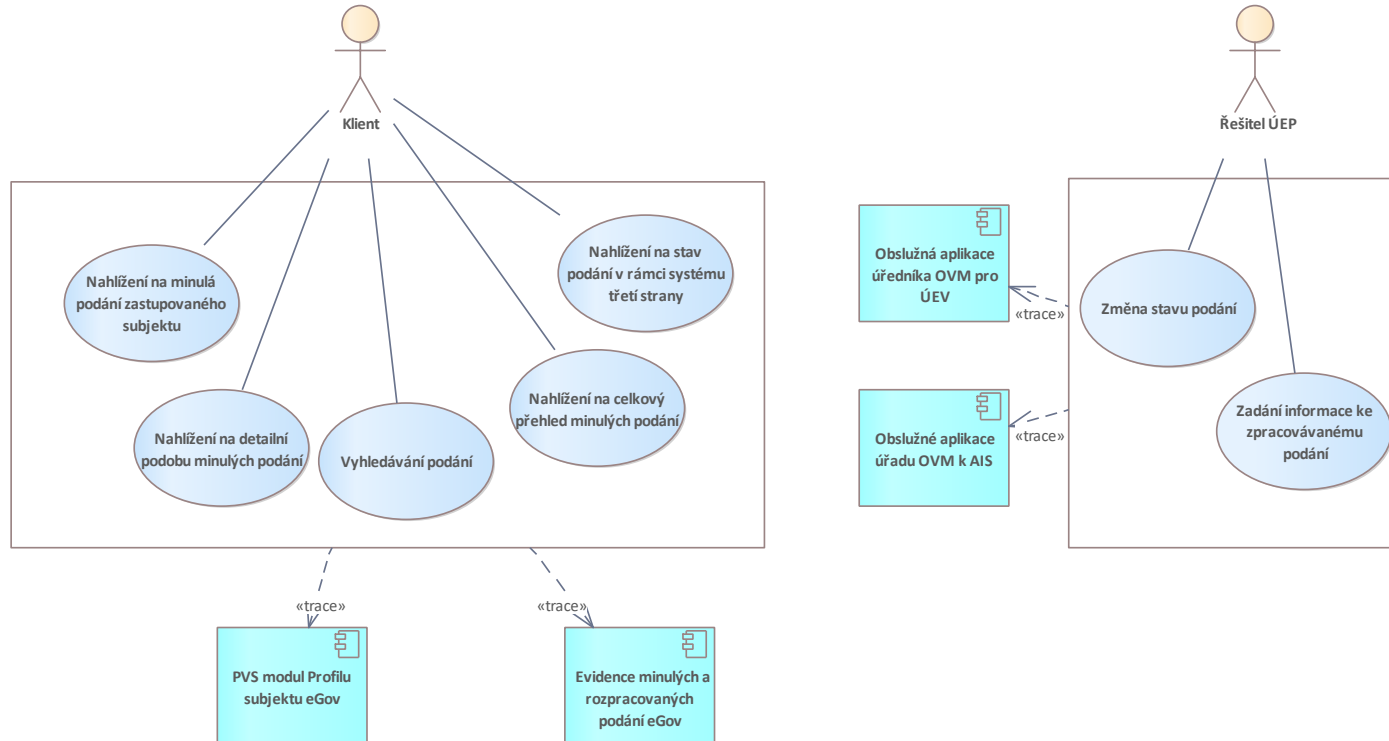 Klient
Řešitel ÚEP
Nahlížení na minulá
podání zastupovaného
subjektu
Nahlížení na stav
podání v rámci systému
třetí strany
Nahlížení na detailní
podobu minulých podání
Vyhledávání podání
Nahlížení na celkový
přehled minulých podání
Obslužná aplikace
úředníka OVM pro
ÚEV
«trace»
Změna stavu podání
Obslužné aplikace
úřadu OVM k AIS
«trace»
Zadání informace ke
zpracovávanému
podání
«trace»
«trace»
PVS modul Profilu
subjektu eGov
Evidence minulých a
rozpracovaných
podání eGov